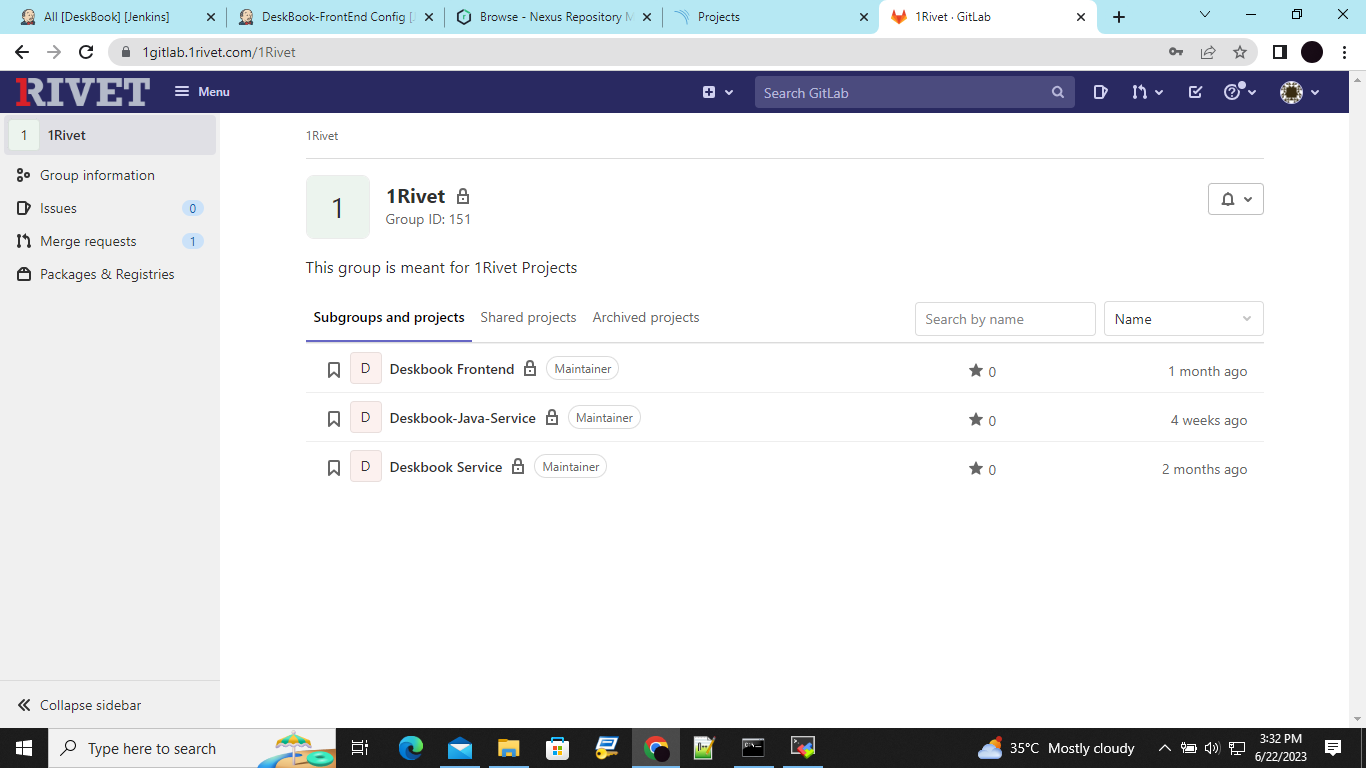 All [DeskBook] [Jenkins]
DeskBook-FrontEnd Config [J
Browse - Nexus Repository M
Projects
1Rivet · GitLab
1gitlab.1rivet.com/1Rivet
1RIVET
Menu
Search GitLab
1 1Rivet
Group information
Issues 0
Merge requests 1
Packages & Registries
Collapse sidebar
1Rivet
1
1Rivet
Group ID: 151
This group is meant for 1Rivet Projects
Subgroups and projects Shared projects Archived projects
Search by name
Name
D Deskbook Frontend Maintainer 0 1 month ago
D Deskbook-Java-Service Maintainer 0 4 weeks ago
D Deskbook Service Maintainer 0 2 months ago
Type here to search
35°C Mostly cloudy
3:32 PM
6/22/2023